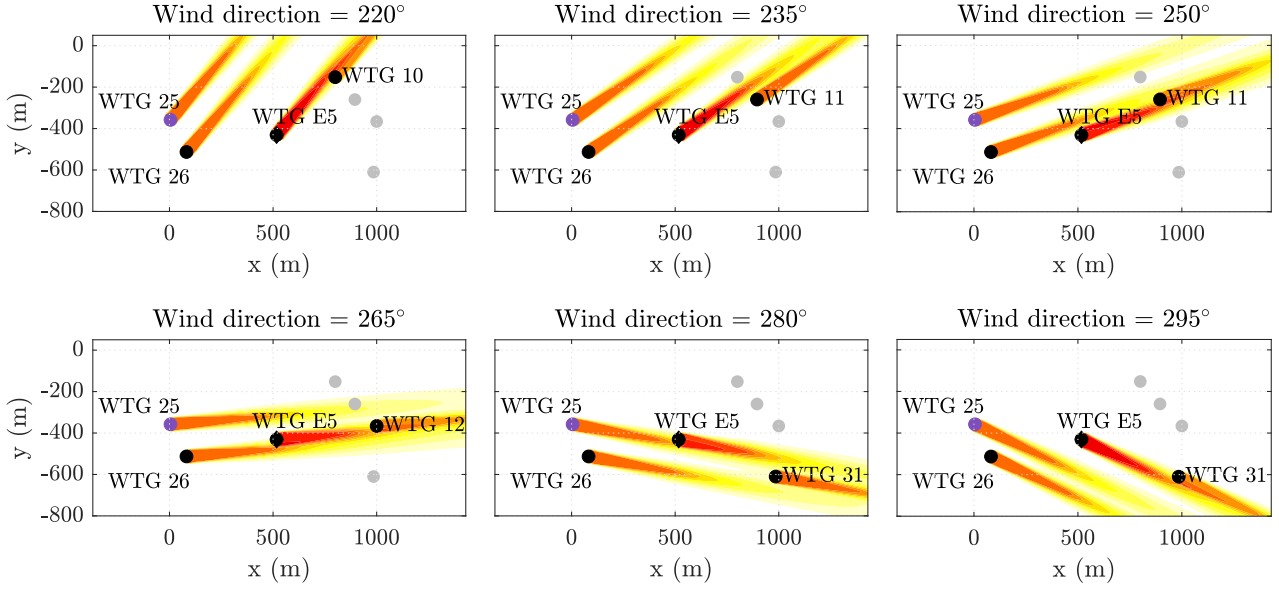 Wind direction = 220°
Wind direction = 235°
Wind direction = 250°
0
-200
-400
-600
-800
y (m)
WTG 25
WTG 10
WTG E5
WTG 26
0
500
1000
x (m)
WTG 25
WTG 11
WTG E5
WTG 26
0
500
1000
x (m)
WTG 25
WTG 11
WTG E5
WTG 26
0
500
1000
x (m)
Wind direction = 265°
Wind direction = 280°
Wind direction = 295°
0
-200
-400
-600
-800
y (m)
WTG 25
WTG E5
WTG 12
WTG 26
0
500
1000
x (m)
WTG 25
WTG E5
WTG 31
WTG 26
0
500
1000
x (m)
WTG 25
WTG E5
WTG 31
WTG 26
0
500
1000
x (m)